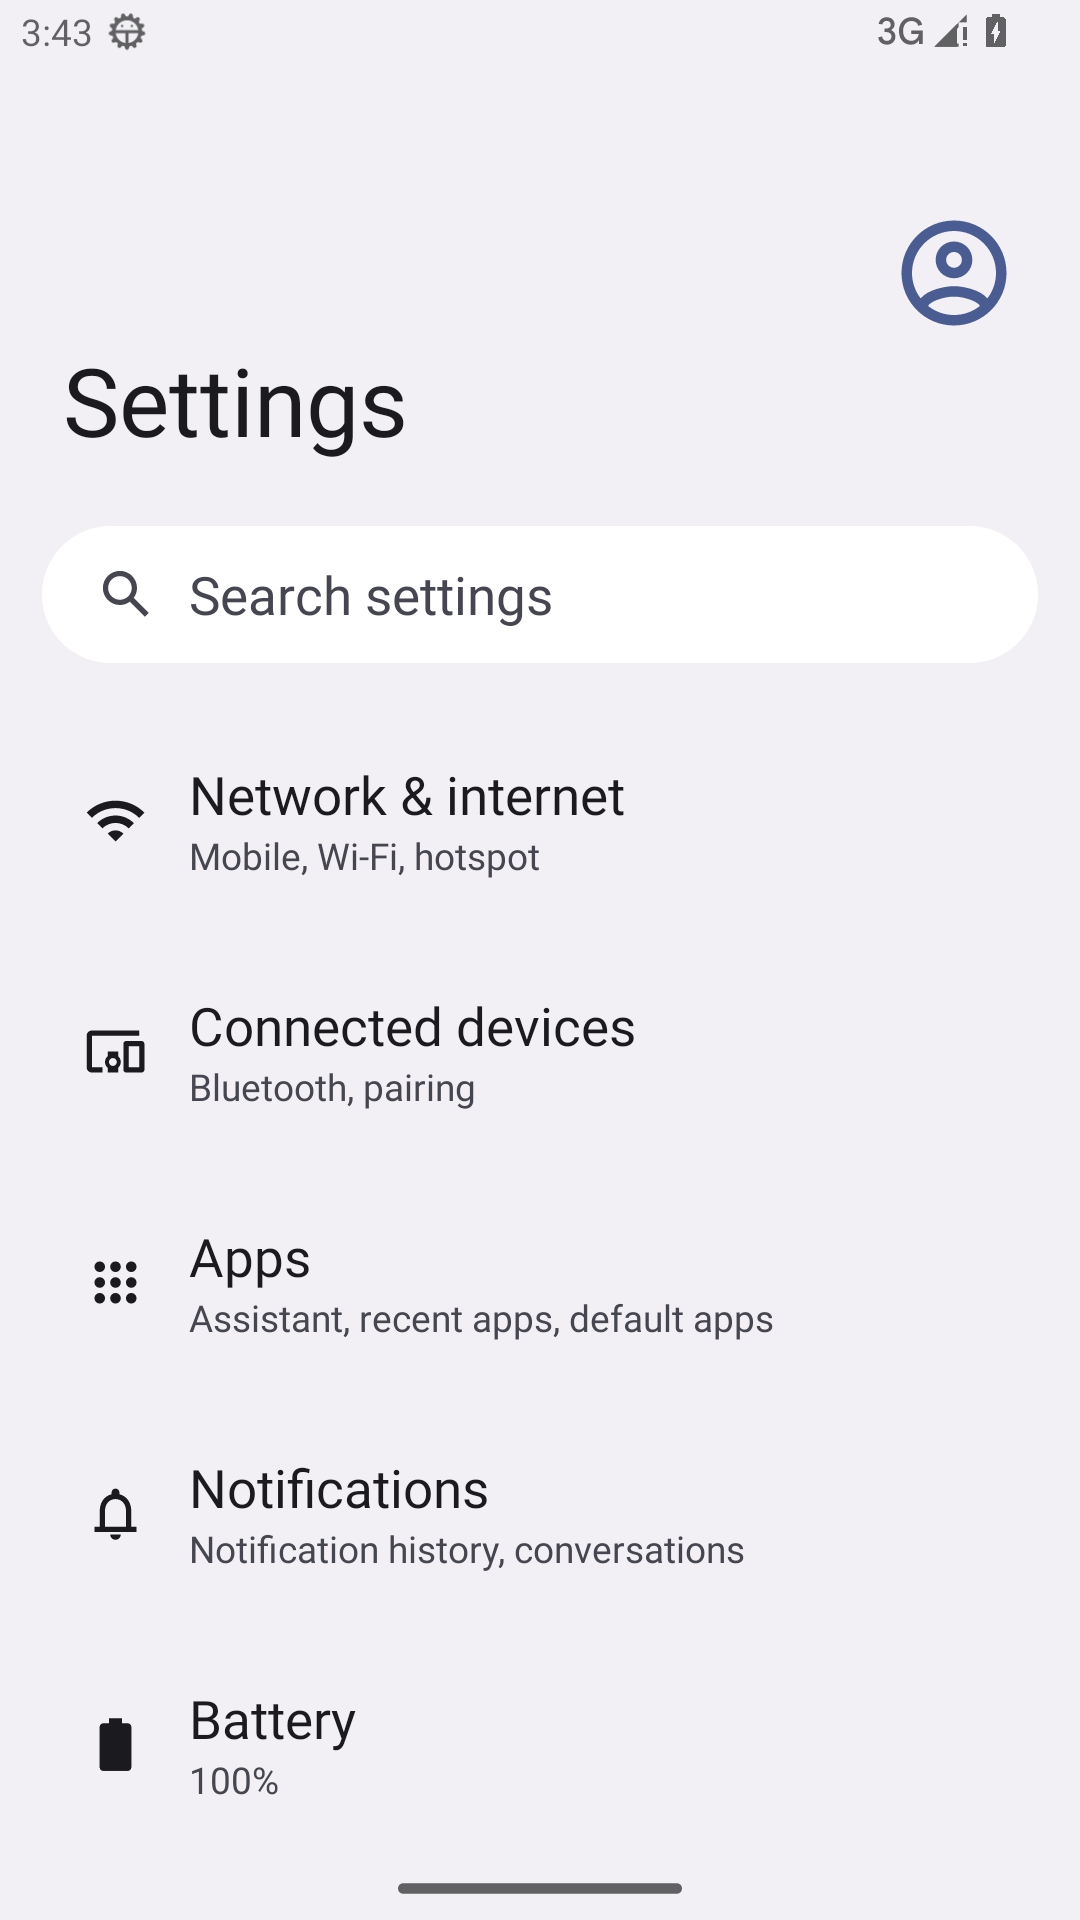 3:43 3G
Settings
Search settings
Network & internet
Mobile, Wi-Fi, hotspot
Connected devices
Bluetooth, pairing
Apps
Assistant, recent apps, default apps
Notifications
Notification history, conversations
Battery
100%